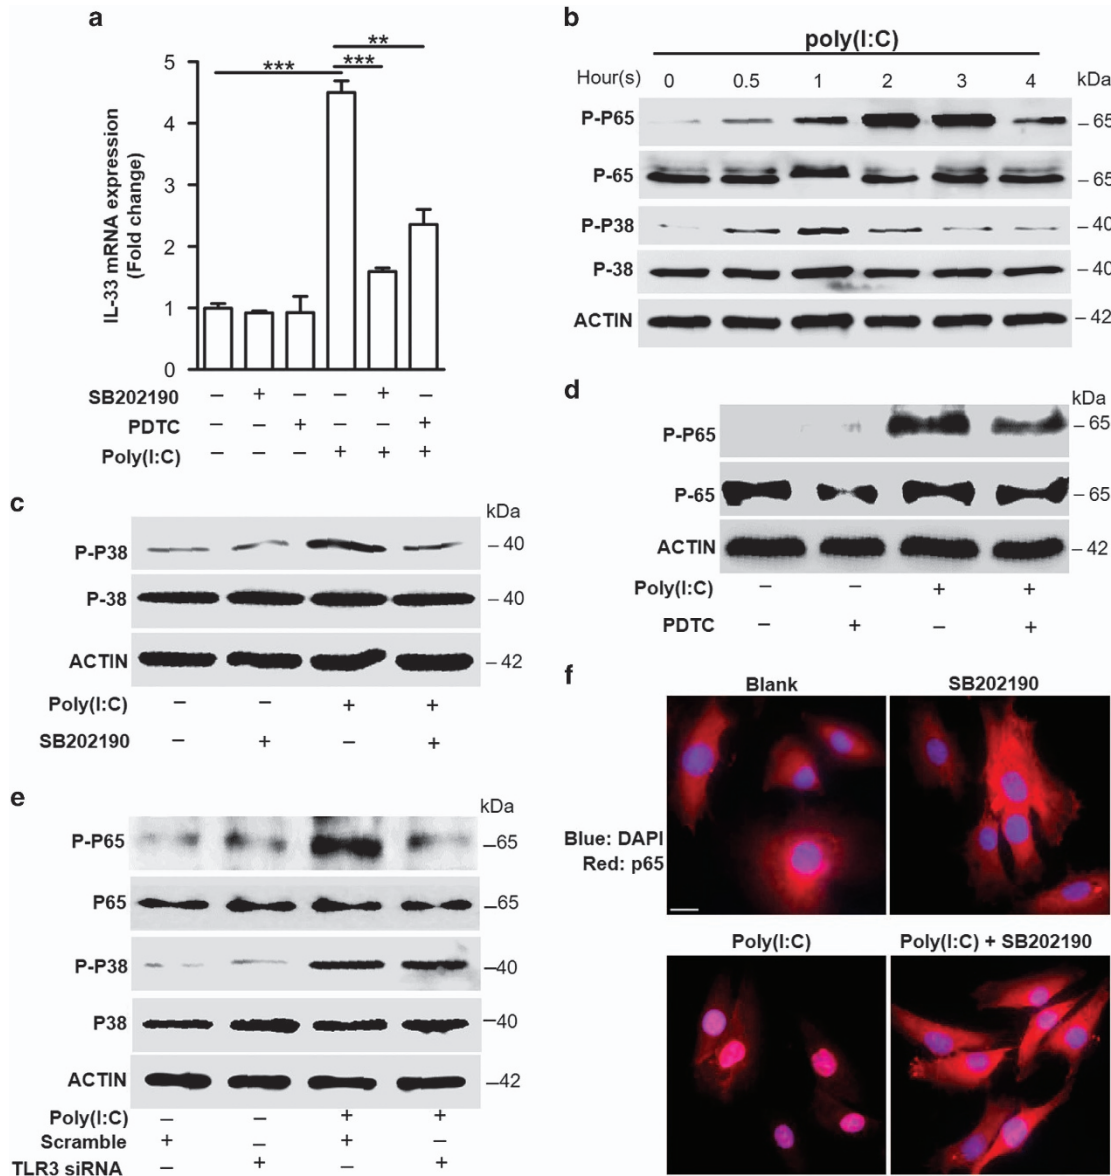 a
IL-33 mRNA expression
(Fold change)
5
4
3
2
1
0
***
***
**
SB202190 – + – – + –
PDTC – – + – – +
Poly(I:C) – – – + + +
b
poly(I:C)
Hour(s) 0 0.5 1 2 3 4 kDa
P-P65 – 65
P-65 – 65
P-P38 – 40
P-38 – 40
ACTIN – 42
c
kDa
P-P38 – 40
P-38 – 40
ACTIN – 42
Poly(I:C) – – + +
SB202190 – + – +
d
kDa
P-P65 – 65
P-65 – 65
ACTIN – 42
Poly(I:C) – – + +
PDTC – + – +
e
kDa
P-P65 –65
P65 –65
P-P38 –40
P38 –40
ACTIN –42
Poly(I:C) – – + +
Scramble + – + –
TLR3 siRNA – + – +
f
Blank
SB202190
Blue: DAPI
Red: p65
Poly(I:C)
Poly(I:C) + SB202190